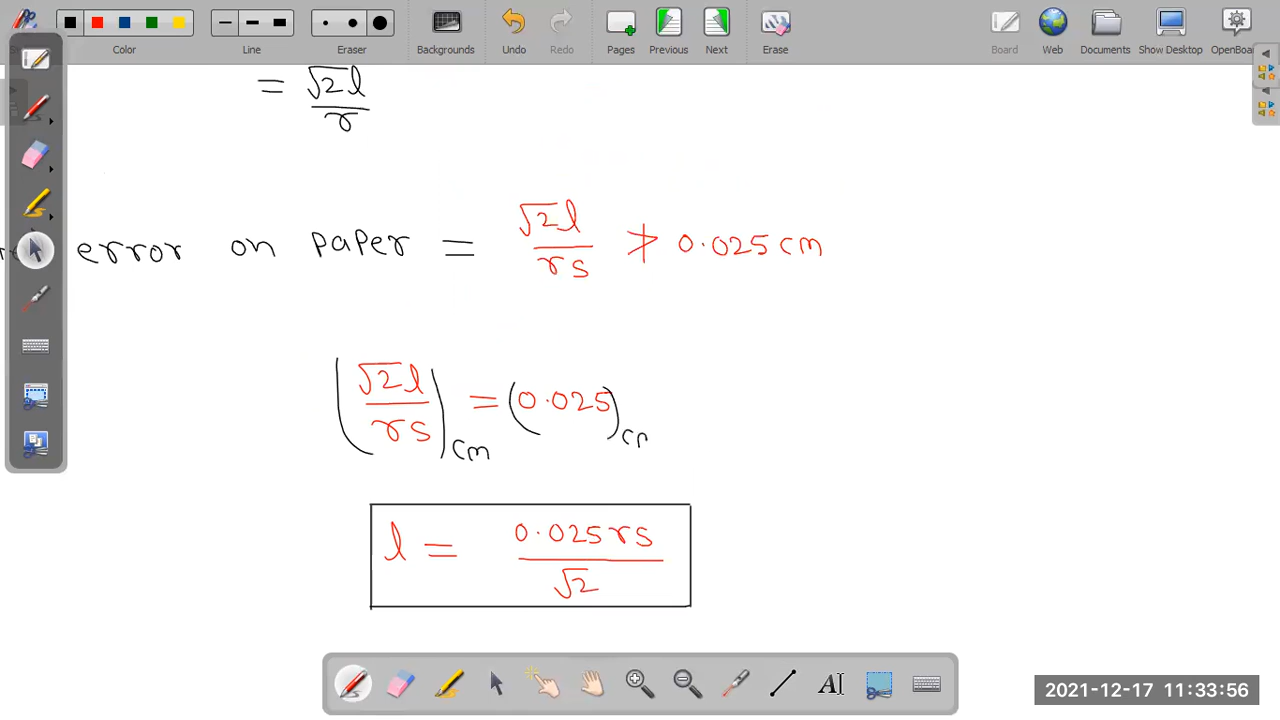 Color Line Eraser Backgrounds Undo Redo Pages Previous Next Erase Board Web Documents Show Desktop OpenBoard
= √2l/r
error on paper = √2l/rs ≯ 0.025 cm
(√2l/rs)cm = (0.025)cm
l = 0.025rs/√2
2021-12-17 11:33:56